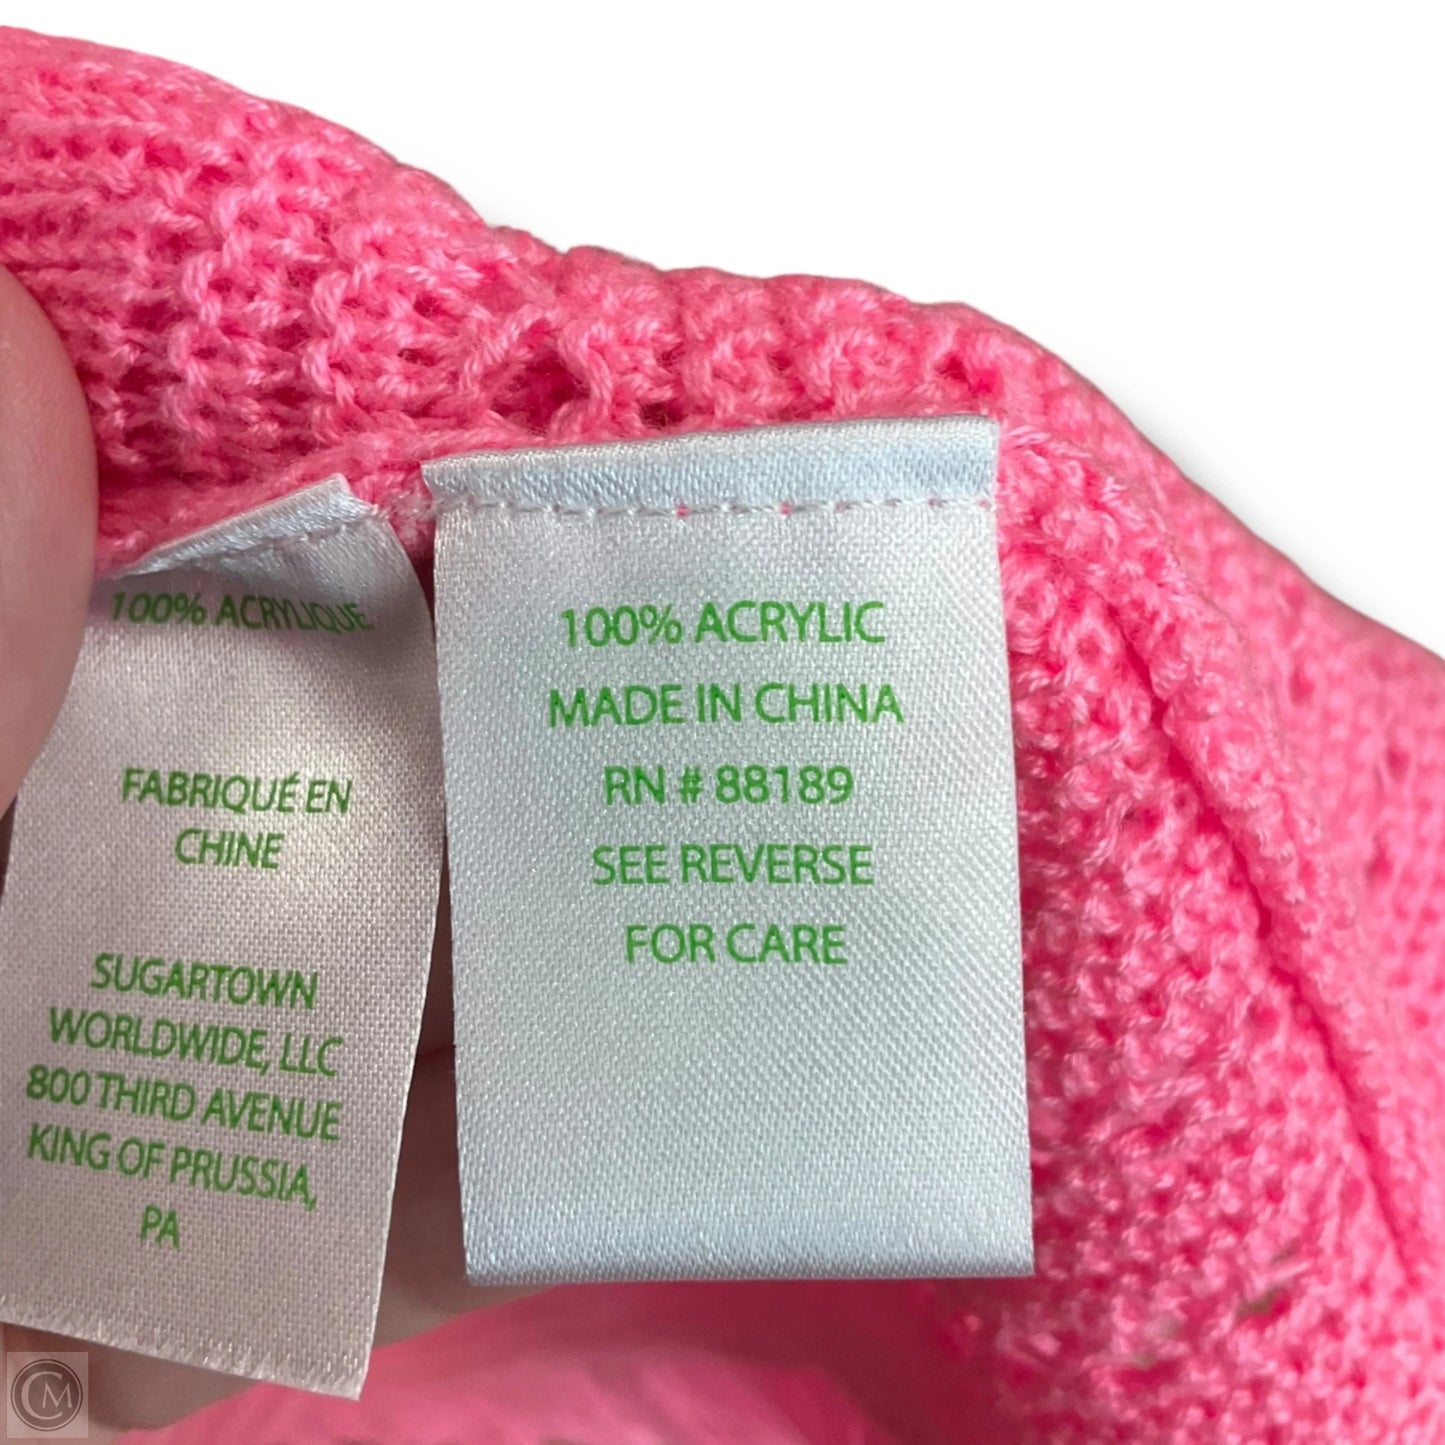 100% ACRYLIQUE
FABRIQUÉ EN
CHINE
SUGARTOWN
WORLDWIDE, LLC
800 THIRD AVENUE
KING OF PRUSSIA,
PA
100% ACRYLIC
MADE IN CHINA
RN # 88189
SEE REVERSE
FOR CARE
CM